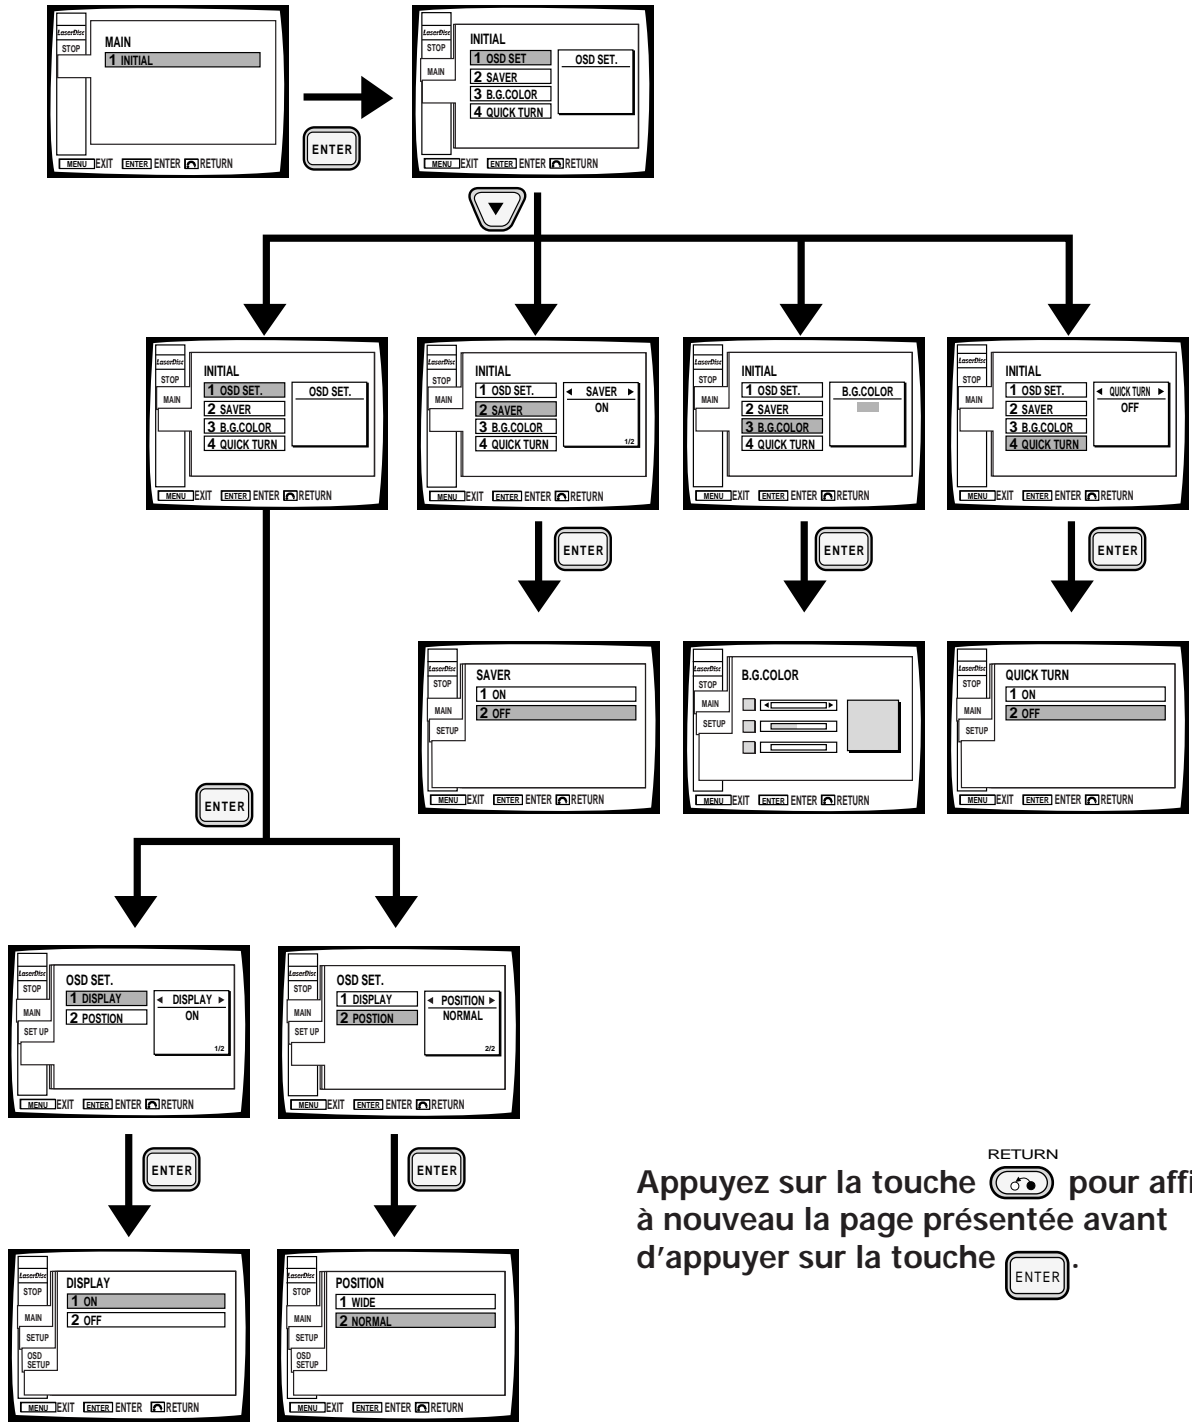 LaserDisc
STOP
MAIN
1 INITIAL
MENU EXIT ENTER ENTER RETURN
ENTER
LaserDisc
STOP
MAIN
INITIAL
1 OSD SET
2 SAVER
3 B.G.COLOR
4 QUICK TURN
OSD SET.
MENU EXIT ENTER ENTER RETURN
LaserDisc
STOP
MAIN
INITIAL
1 OSD SET.
2 SAVER
3 B.G.COLOR
4 QUICK TURN
OSD SET.
MENU EXIT ENTER ENTER RETURN
LaserDisc
STOP
MAIN
INITIAL
1 OSD SET.
2 SAVER
3 B.G.COLOR
4 QUICK TURN
SAVER
ON
1/2
MENU EXIT ENTER ENTER RETURN
LaserDisc
STOP
MAIN
INITIAL
1 OSD SET.
2 SAVER
3 B.G.COLOR
4 QUICK TURN
B.G.COLOR
MENU EXIT ENTER ENTER RETURN
LaserDisc
STOP
MAIN
INITIAL
1 OSD SET.
2 SAVER
3 B.G.COLOR
4 QUICK TURN
QUICK TURN
OFF
MENU EXIT ENTER ENTER RETURN
ENTER
ENTER
ENTER
LaserDisc
STOP
MAIN
SETUP
SAVER
1 ON
2 OFF
MENU EXIT ENTER ENTER RETURN
LaserDisc
STOP
MAIN
SETUP
B.G.COLOR
MENU EXIT ENTER ENTER RETURN
LaserDisc
STOP
MAIN
SETUP
QUICK TURN
1 ON
2 OFF
MENU EXIT ENTER ENTER RETURN
ENTER
LaserDisc
STOP
MAIN
SET UP
OSD SET.
1 DISPLAY
2 POSTION
DISPLAY
ON
1/2
MENU EXIT ENTER ENTER RETURN
LaserDisc
STOP
MAIN
SET UP
OSD SET.
1 DISPLAY
2 POSTION
POSITION
NORMAL
2/2
MENU EXIT ENTER ENTER RETURN
ENTER
ENTER
LaserDisc
STOP
MAIN
SETUP
OSD
SETUP
DISPLAY
1 ON
2 OFF
MENU EXIT ENTER ENTER RETURN
LaserDisc
STOP
MAIN
SETUP
OSD
SETUP
POSITION
1 WIDE
2 NORMAL
MENU EXIT ENTER ENTER RETURN
RETURN
Appuyez sur la touche pour affi
à nouveau la page présentée avant
d'appuyer sur la touche ENTER.